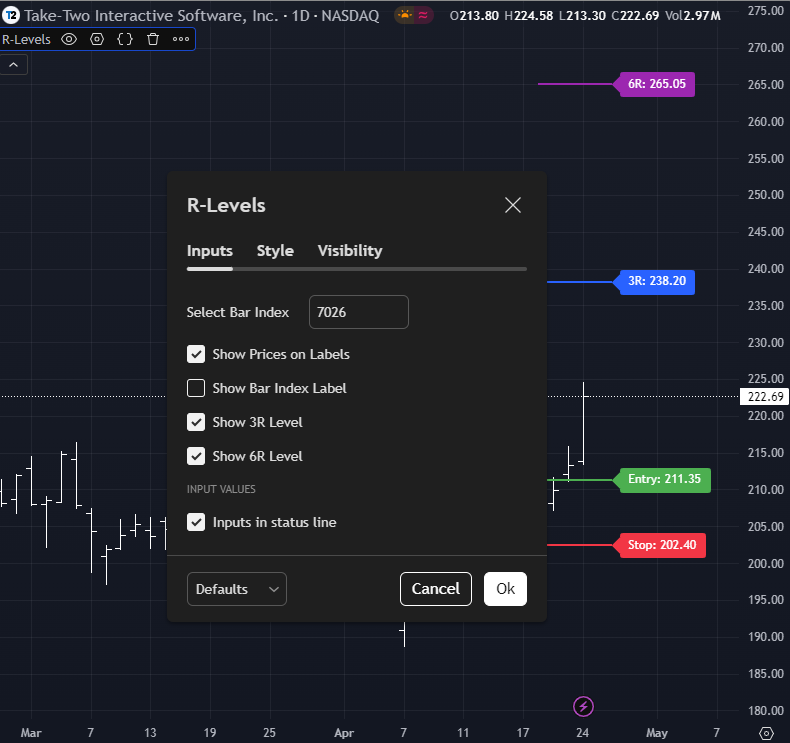 Take-Two Interactive Software, Inc. · 1D · NASDAQ O213.80 H224.58 L213.30 C222.69 Vol2.97M
R-Levels
275.00
270.00
6R: 265.05
265.00
260.00
255.00
250.00
245.00
240.00
3R: 238.20
235.00
230.00
225.00
222.69
220.00
215.00
Entry: 211.35
210.00
205.00
Stop: 202.40
200.00
195.00
190.00
185.00
180.00
R-Levels
Inputs Style Visibility
Select Bar Index 7026
Show Prices on Labels
Show Bar Index Label
Show 3R Level
Show 6R Level
INPUT VALUES
Inputs in status line
Defaults Cancel Ok
Mar 7 13 19 25 Apr 7 11 17 24 May 7